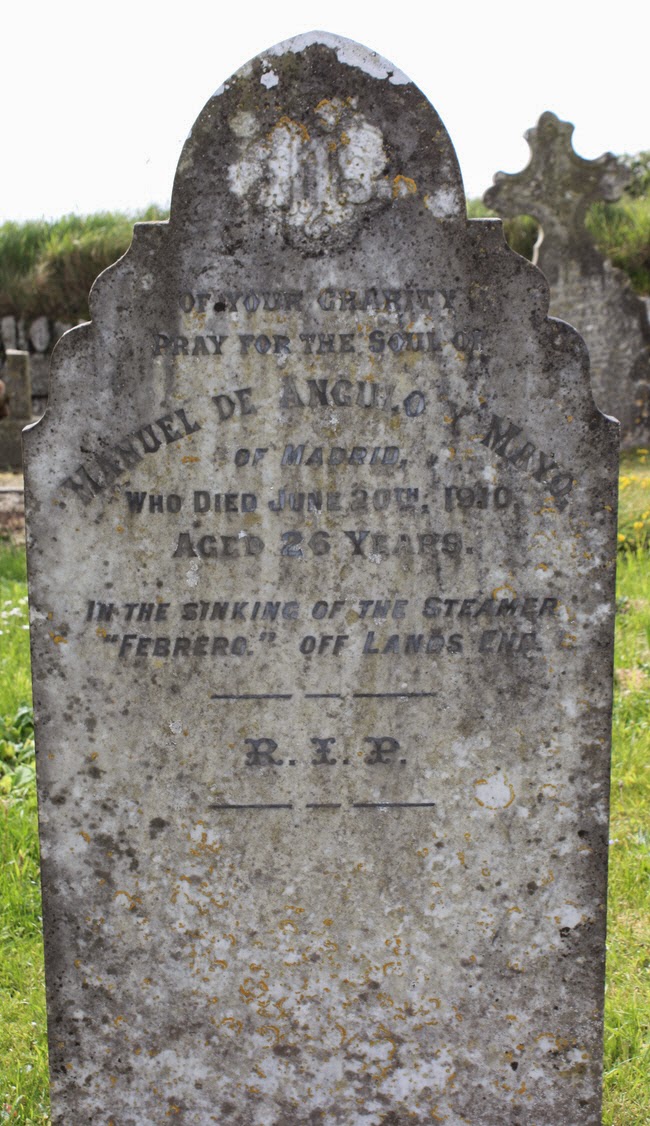 OF YOUR CHARITY
PRAY FOR THE SOUL OF
MANUEL DE ANGULO Y MAYO,
OF MADRID,
WHO DIED JUNE 20TH, 1910.
AGED 26 YEARS.
IN THE SINKING OF THE STEAMER
"FEBRERO." OFF LANDS END.
R.I.P.